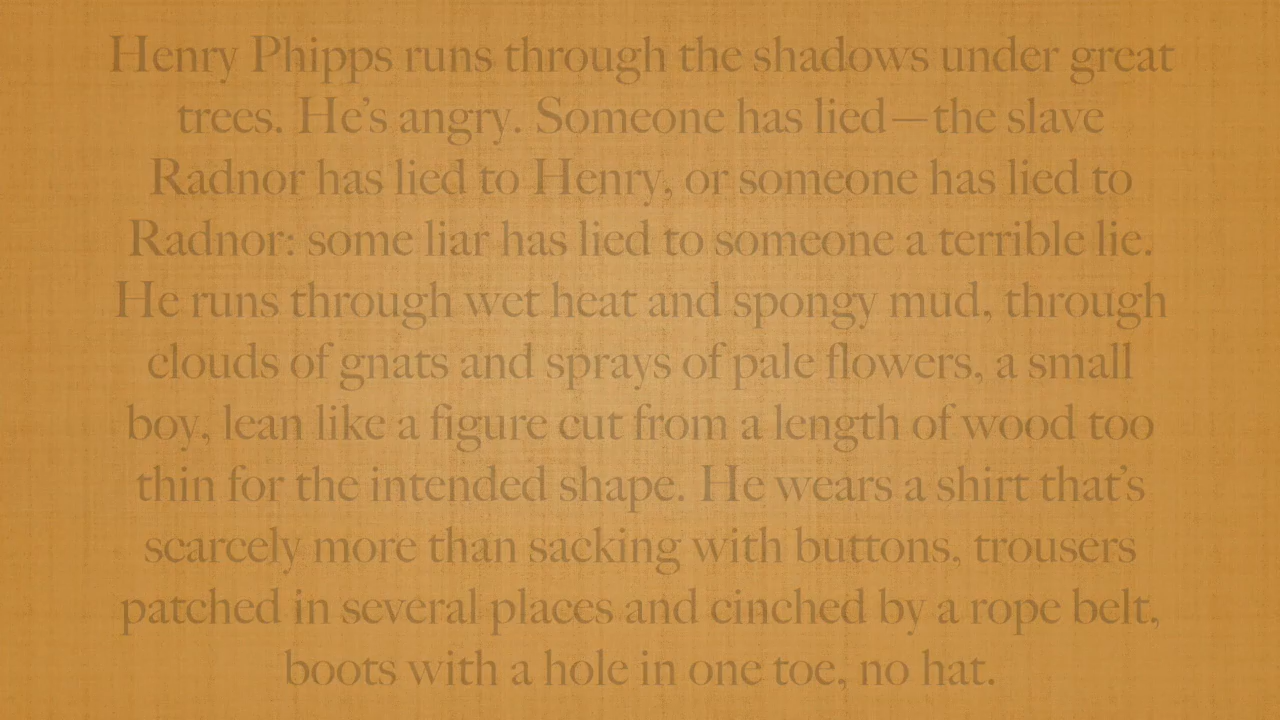 Henry Phipps runs through the shadows under great
trees. He’s angry. Someone has lied—the slave
Radnor has lied to Henry, or someone has lied to
Radnor: some liar has lied to someone a terrible lie.
He runs through wet heat and spongy mud, through
clouds of gnats and sprays of pale flowers, a small
boy, lean like a figure cut from a length of wood too
thin for the intended shape. He wears a shirt that’s
scarcely more than sacking with buttons, trousers
patched in several places and cinched by a rope belt,
boots with a hole in one toe, no hat.